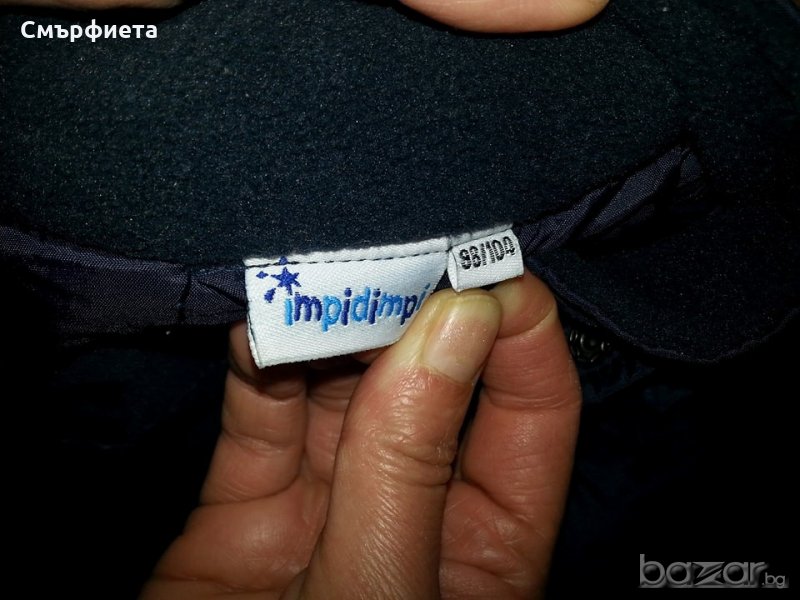 Смърфиета
impidimpi
98/104
bazar.bg